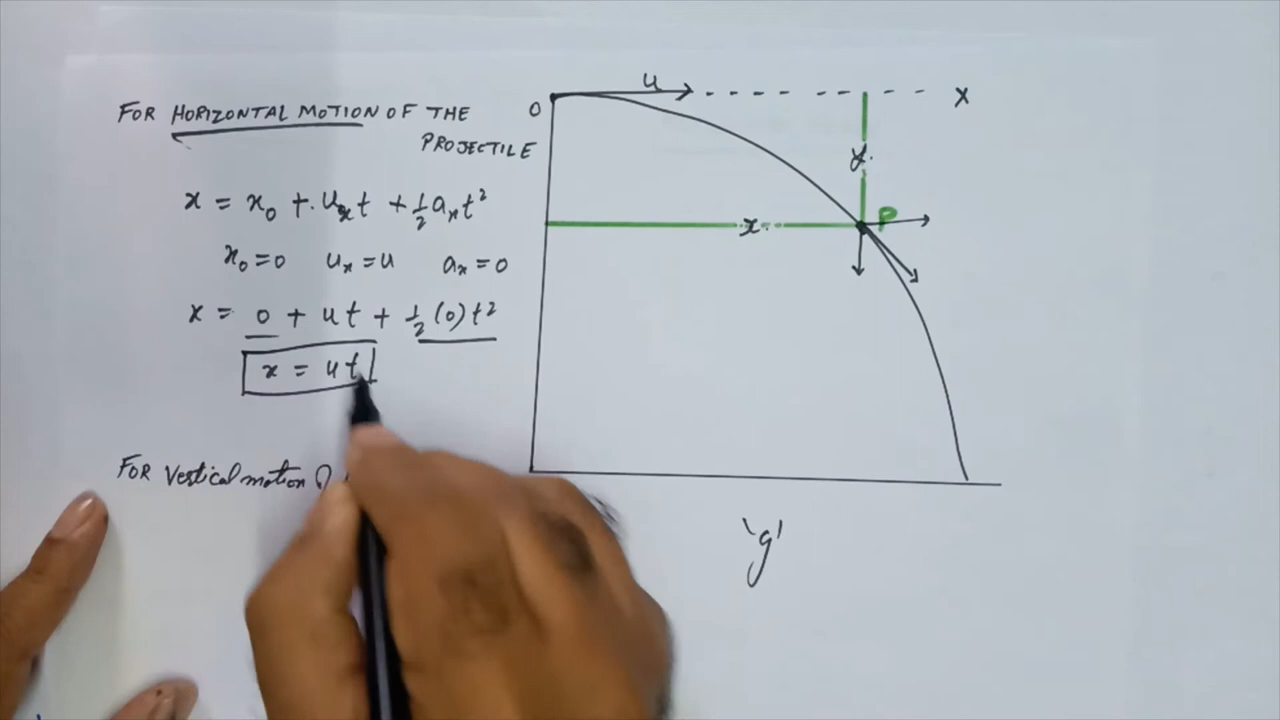 FOR HORIZONTAL MOTION OF THE
PROJECTILE
x = x₀ + uₓt + ½aₓt²
x₀=0 uₓ=u aₓ=0
x = 0 + ut + ½(0)t²
x = ut
FOR Vertical motion
u
O
X
y
x
P
'g'